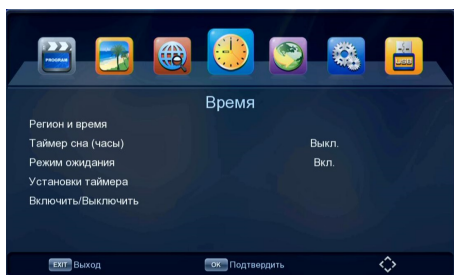 PROGRAM
USB
Время
Регион и время
Таймер сна (часы) Выкл.
Режим ожидания Вкл.
Установки таймера
Включить/Выключить
EXIT Выход OK Подтвердить